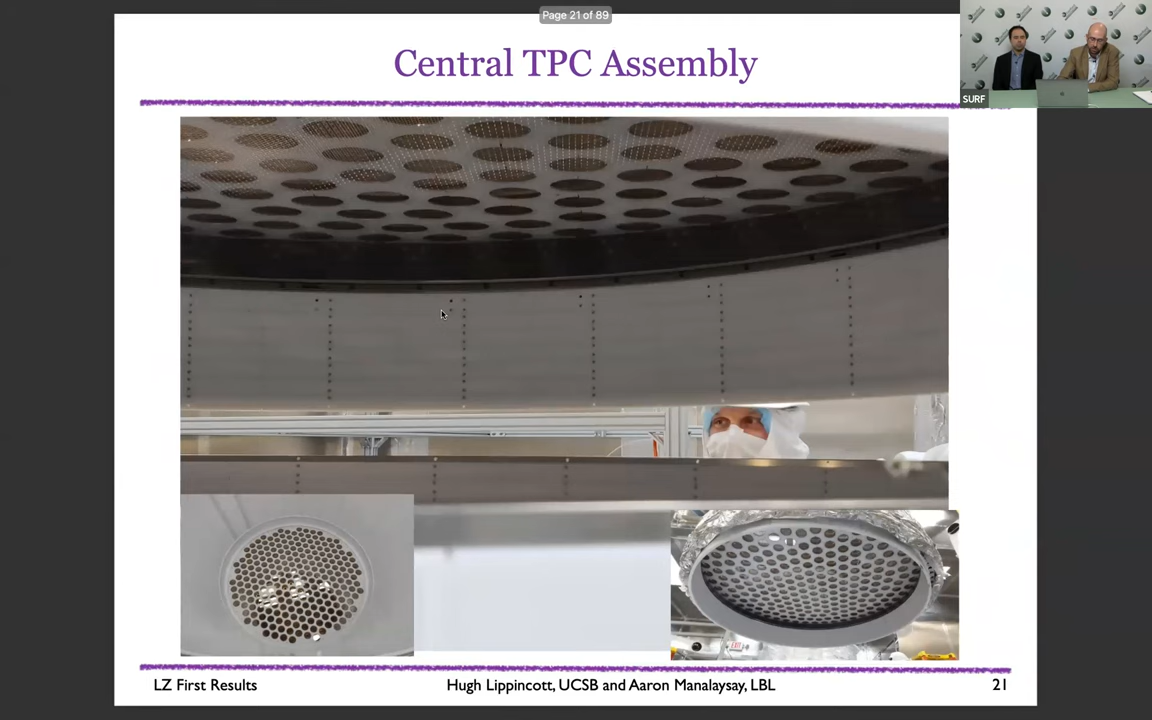 Page 21 of 89
Central TPC Assembly
SURF
EXIT
LZ First Results
Hugh Lippincott, UCSB and Aaron Manalaysay, LBL
21